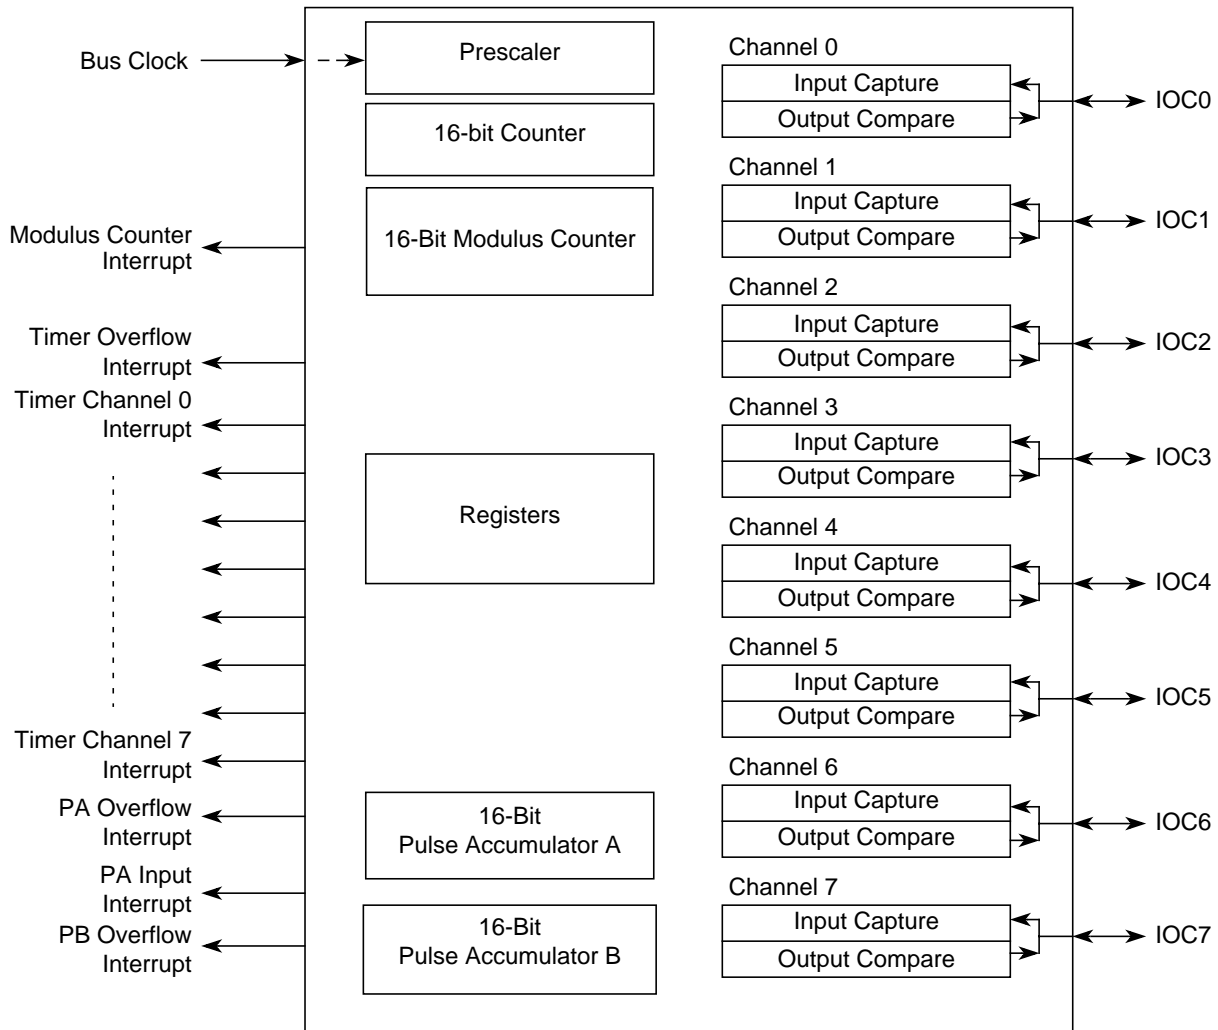 Bus Clock
Modulus Counter
Interrupt
Timer Overflow
Interrupt
Timer Channel 0
Interrupt
Timer Channel 7
Interrupt
PA Overflow
Interrupt
PA Input
Interrupt
PB Overflow
Interrupt
Prescaler
16-bit Counter
16-Bit Modulus Counter
Registers
16-Bit
Pulse Accumulator A
16-Bit
Pulse Accumulator B
Channel 0
Input Capture
Output Compare
IOC0
Channel 1
Input Capture
Output Compare
IOC1
Channel 2
Input Capture
Output Compare
IOC2
Channel 3
Input Capture
Output Compare
IOC3
Channel 4
Input Capture
Output Compare
IOC4
Channel 5
Input Capture
Output Compare
IOC5
Channel 6
Input Capture
Output Compare
IOC6
Channel 7
Input Capture
Output Compare
IOC7